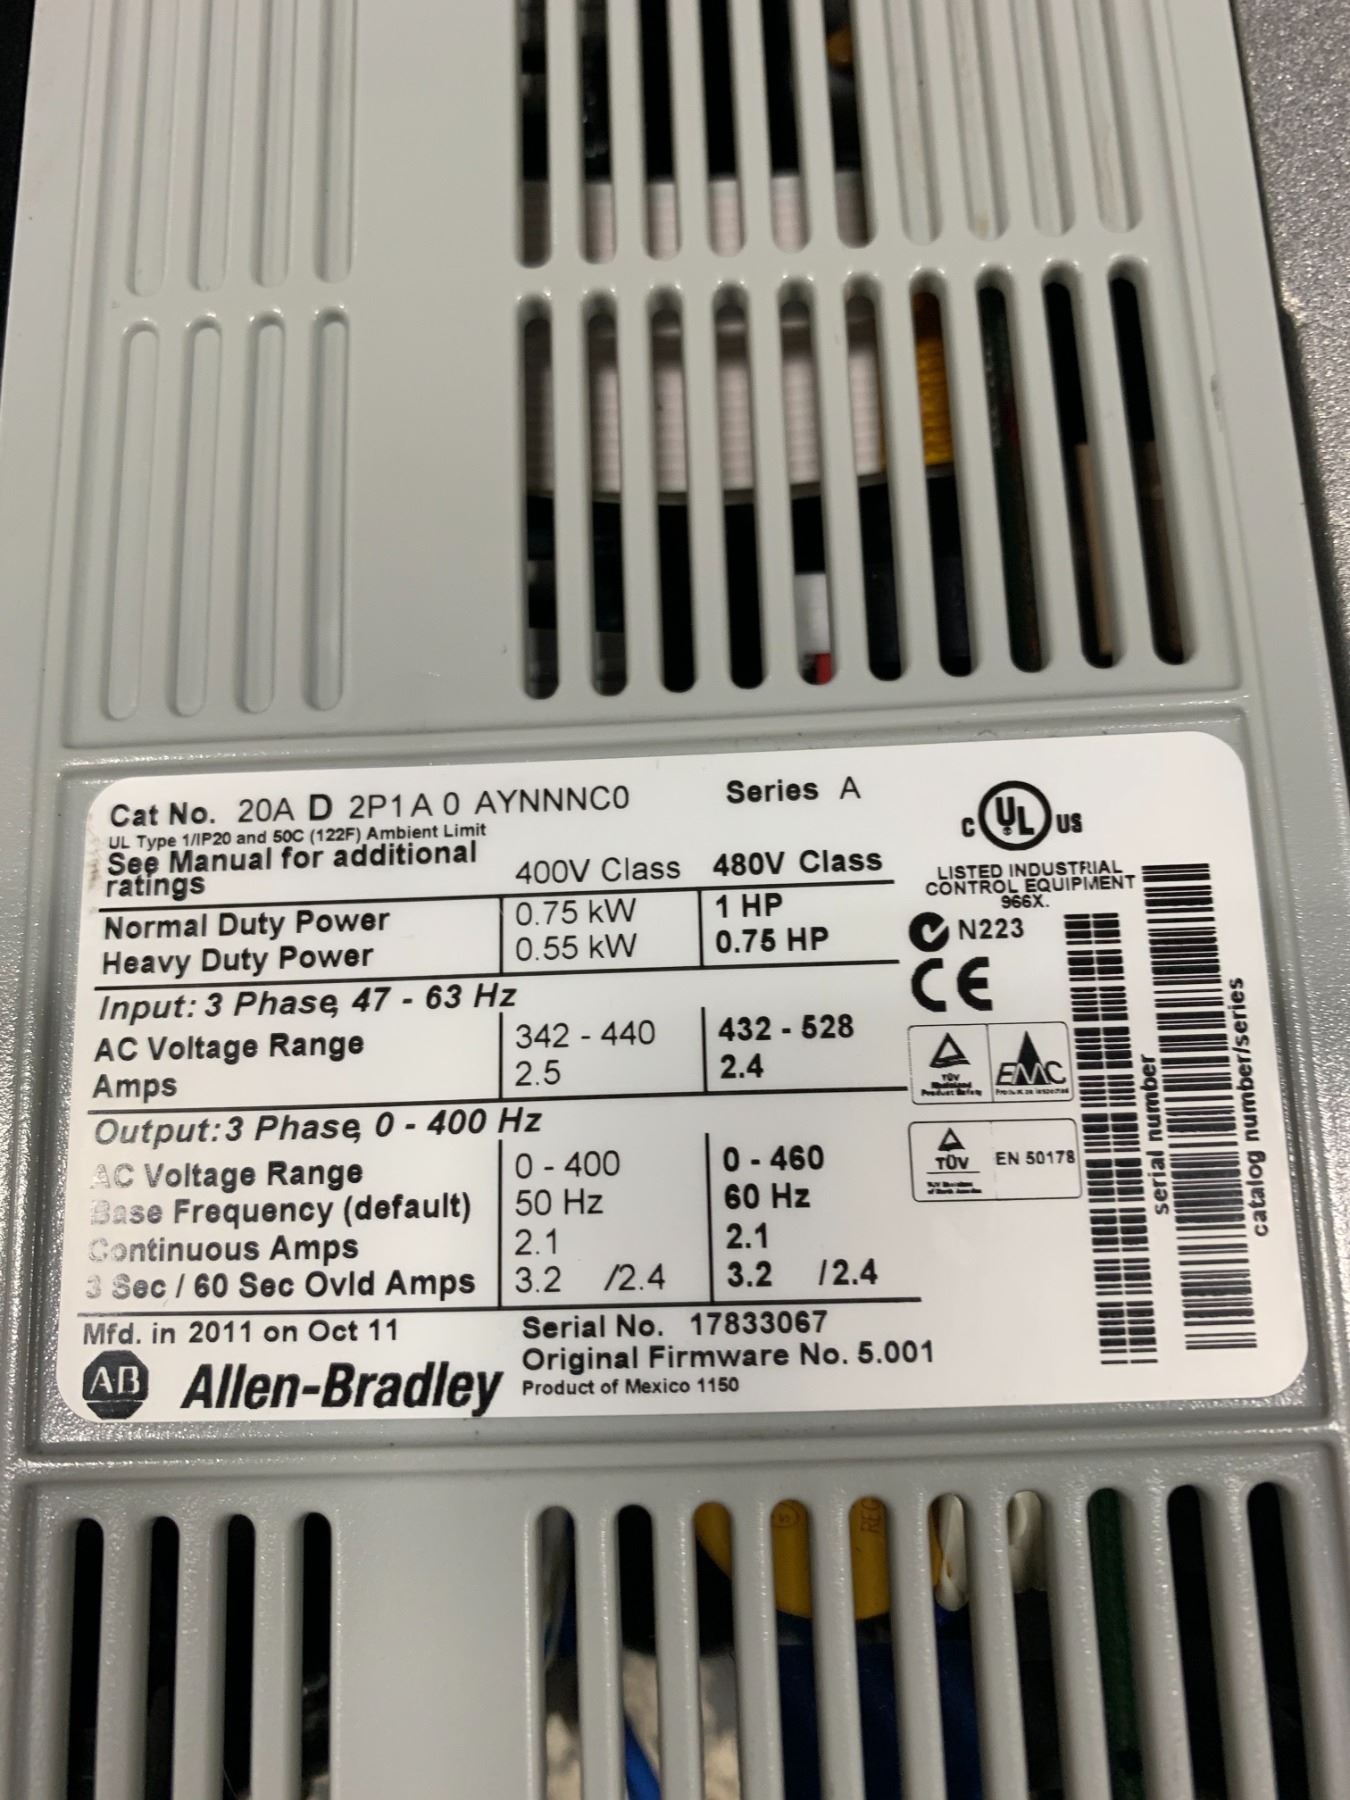 Cat No. 20A D 2P1 A 0 AYNNNC0 Series A
UL Type 1/IP20 and 50C (122F) Ambient Limit
See Manual for additional
ratings
400V Class 480V Class
Normal Duty Power 0.75 kW 1 HP
Heavy Duty Power 0.55 kW 0.75 HP
Input: 3 Phase, 47 - 63 Hz
AC Voltage Range 342 - 440 432 - 528
Amps 2.5 2.4
Output: 3 Phase, 0 - 400 Hz
AC Voltage Range 0 - 400 0 - 460
Base Frequency (default) 50 Hz 60 Hz
Continuous Amps 2.1 2.1
3 Sec / 60 Sec Ovld Amps 3.2 /2.4 3.2 /2.4
Mfd. in 2011 on Oct 11
Serial No. 17833067
Original Firmware No. 5.001
Product of Mexico 1150
AB Allen-Bradley
C UL US
LISTED INDUSTRIAL
CONTROL EQUIPMENT
966X.
N223
CE
TÜV
Product Safety
EMC
TÜV
EN 50178
serial number
catalog number/series